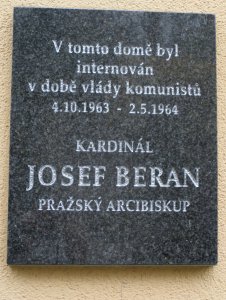 V tomto domě byl
internován
v době vlády komunistů
4.10.1963 - 2.5.1964
KARDINÁL
JOSEF BERAN
PRAŽSKÝ ARCIBISKUP